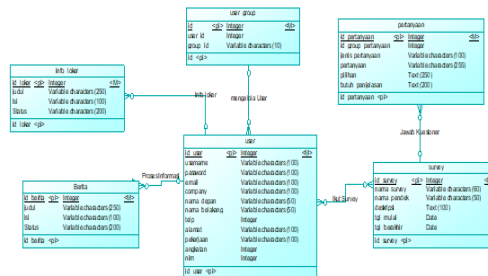 user group
id <pi> Integer <M>
user id Integer
group id Variable characters (10)
id <pi>
pertanyaan
id pertanyaan <pi> Integer <M>
id group pertanyaan Integer
jenis pertanyaan Variable characters (100)
pertanyaan Variable characters (255)
pilihan Text (250)
butuh penjelasan Text (200)
id pertanyaan <pi>
info loker
id loker <pi> Integer <M>
judul Variable characters (250)
isi Variable characters (100)
Status Variable characters (200)
id loker <pi>
Info loker
mengelola User
Jawab Kuesioner
user
id user <pi> Integer <M>
username Variable characters (100)
password Variable characters (100)
email Variable characters (100)
company Variable characters (100)
nama depan Variable characters (50)
nama belakang Variable characters (50)
telp Integer
alamat Variable characters (100)
pekerjaan Variable characters (100)
angkatan Integer
nim Integer
id user <pi>
Proses Informasi
Berita
id berita <pi> Integer <M>
judul Variable characters (250)
isi Variable characters (100)
Status Variable characters (200)
id berita <pi>
Ikut Survey
survey
id survey <pi> Integer <M>
nama survey Variable characters (60)
nama pendek Variable characters (50)
deskripsi Text (100)
tgl mulai Date
tgl berakhir Date
id survey <pi>